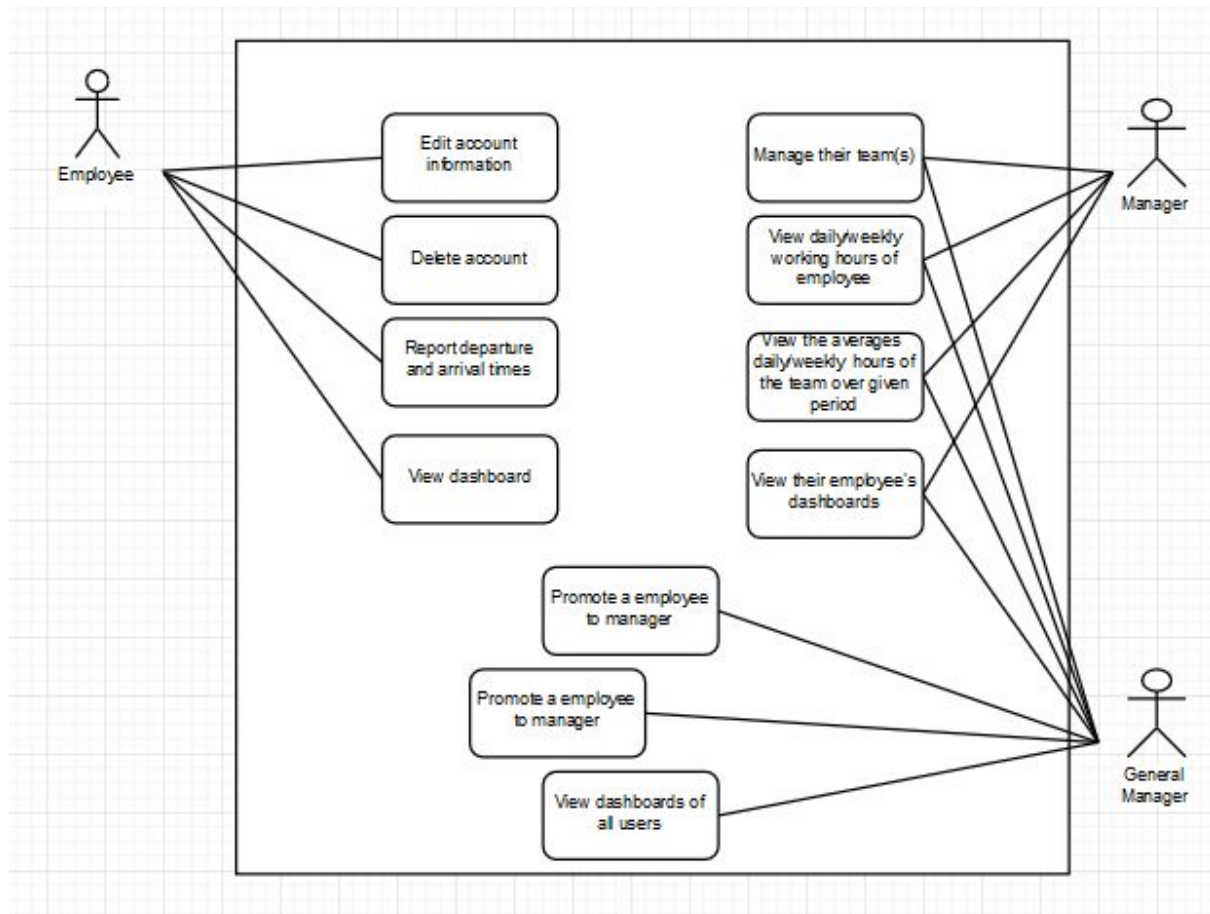 Employee
Edit account
information
Delete account
Report departure
and arrival times
View dashboard
Manage their team(s)
View daily/weekly
working hours of
employee
View the averages
daily/weekly hours of
the team over given
period
View their employee's
dashboards
Manager
Promote a employee
to manager
Promote a employee
to manager
View dashboards of
all users
General
Manager